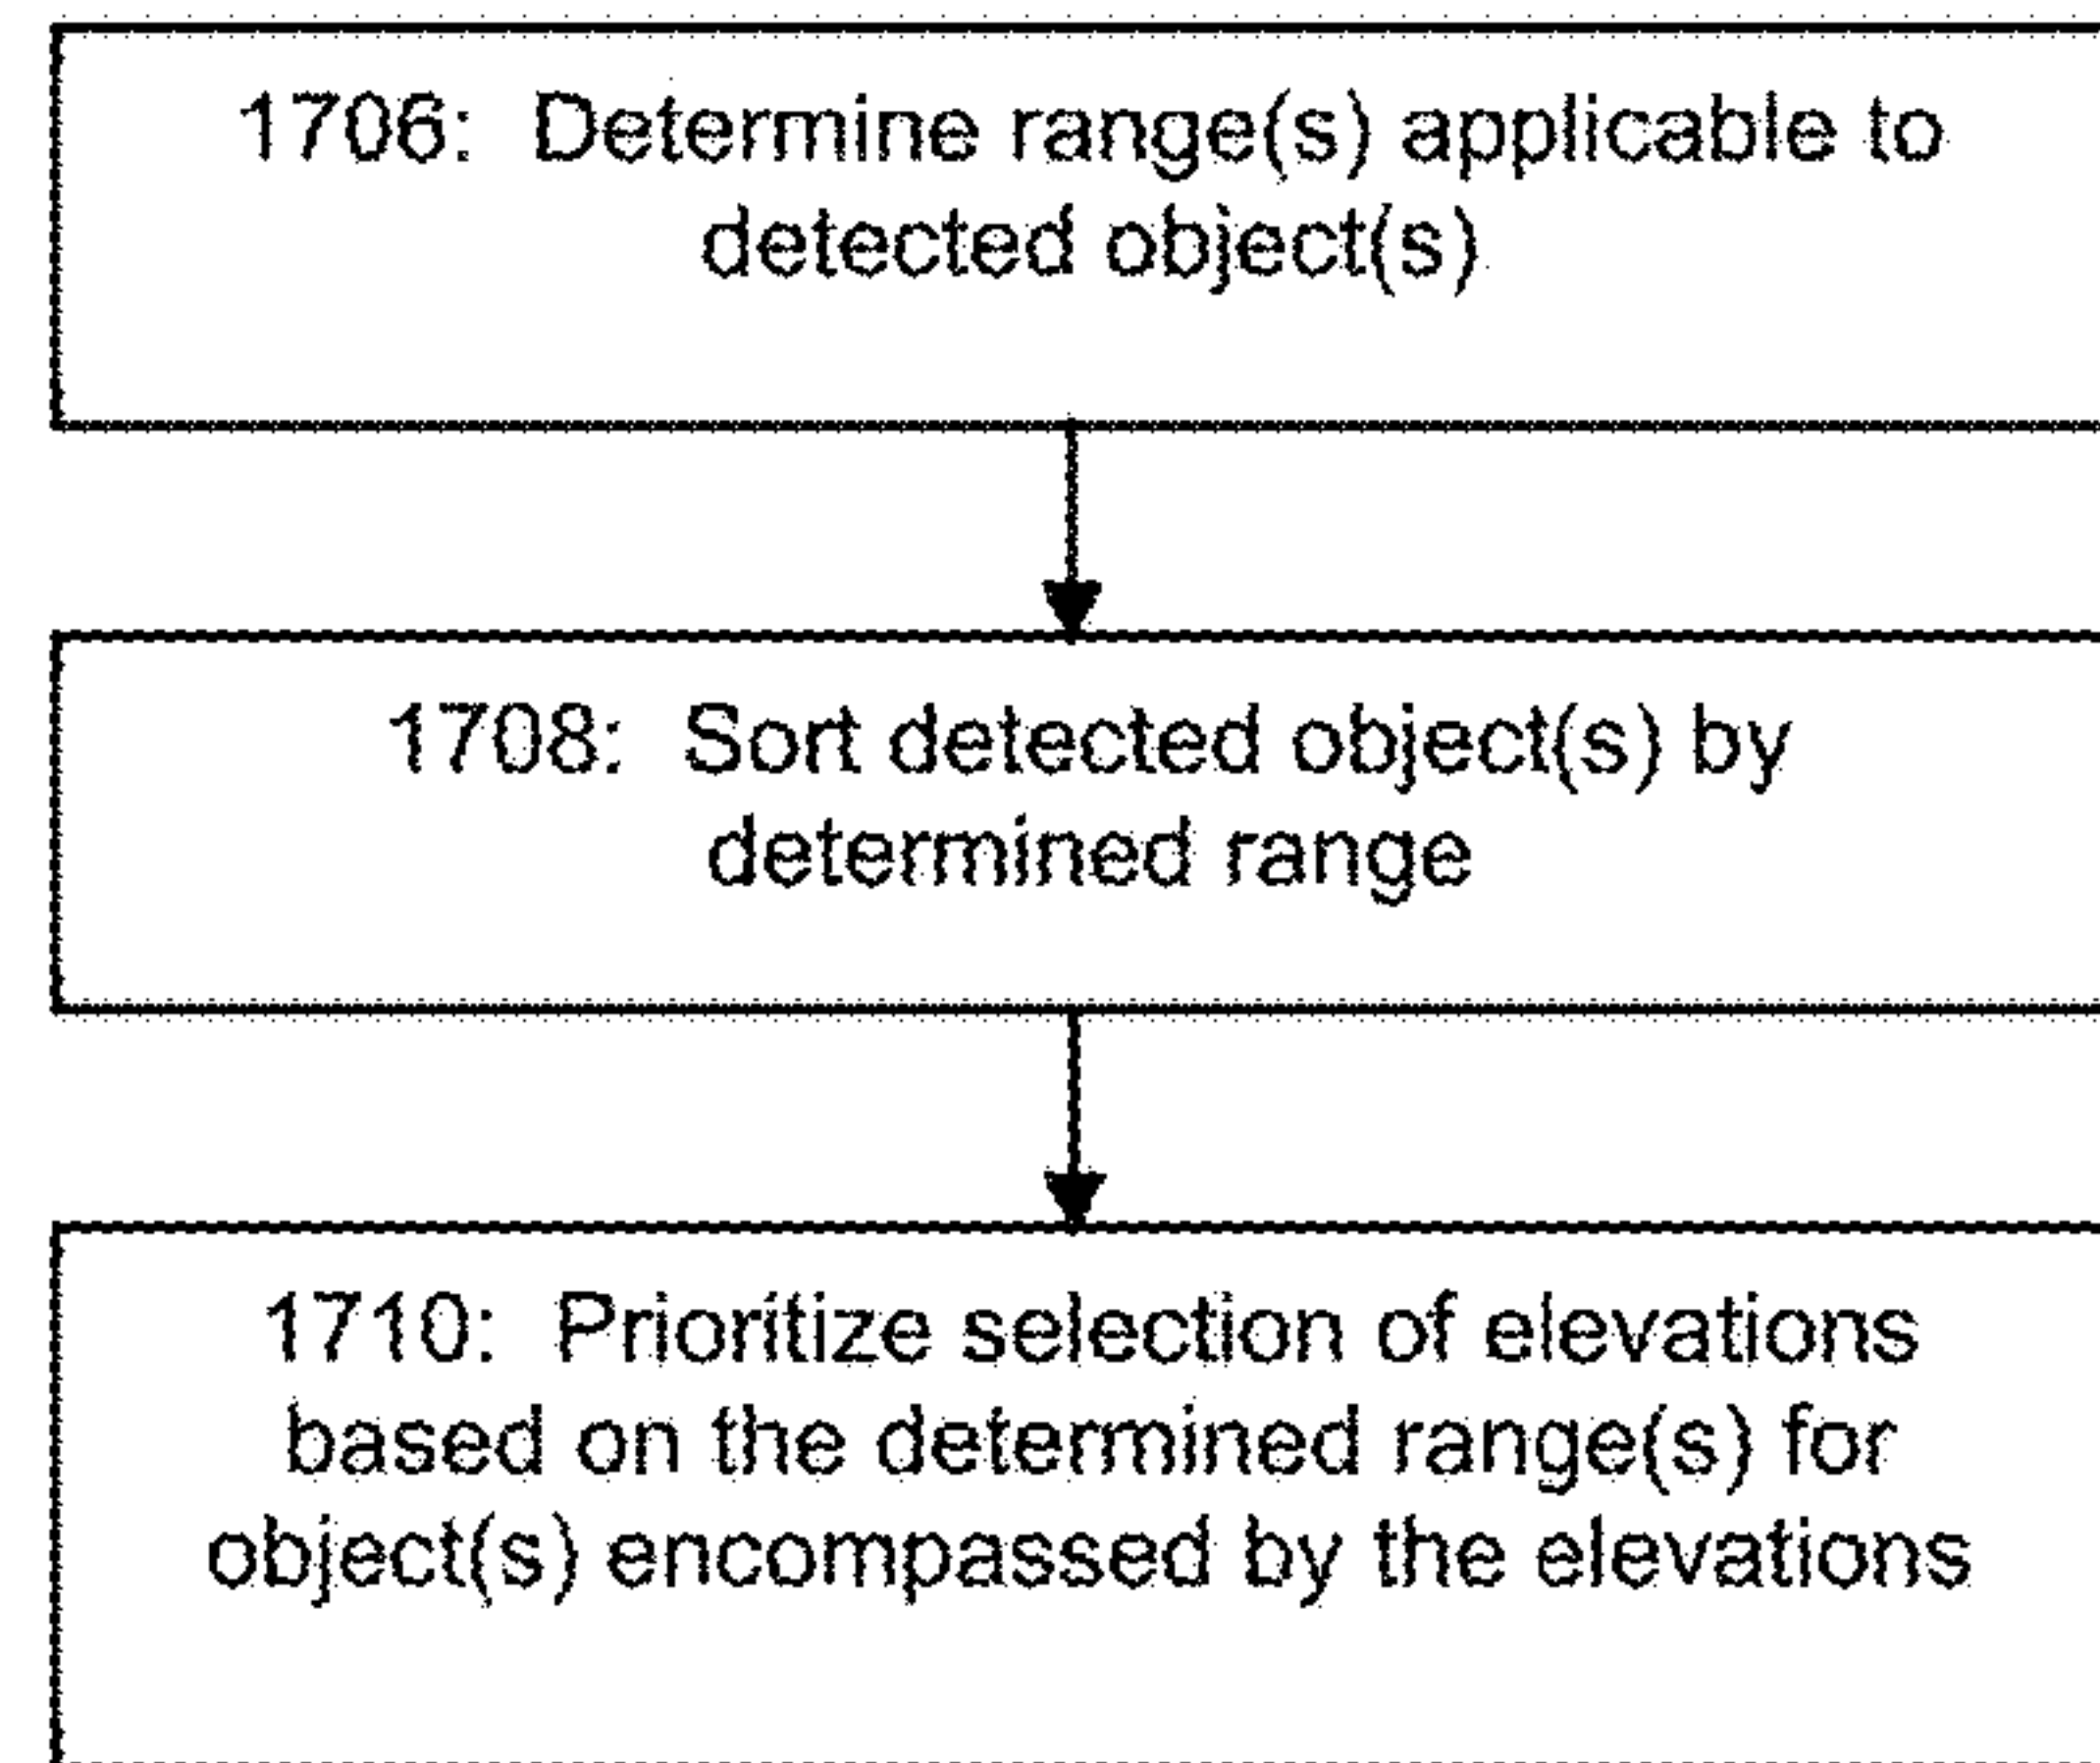 1706:  Determine range(s) applicable to
detected object(s)
1708:  Sort detected object(s) by
determined range
1710:  Prioritize selection of elevations
based on the determined range(s) for
object(s) encompassed by the elevations